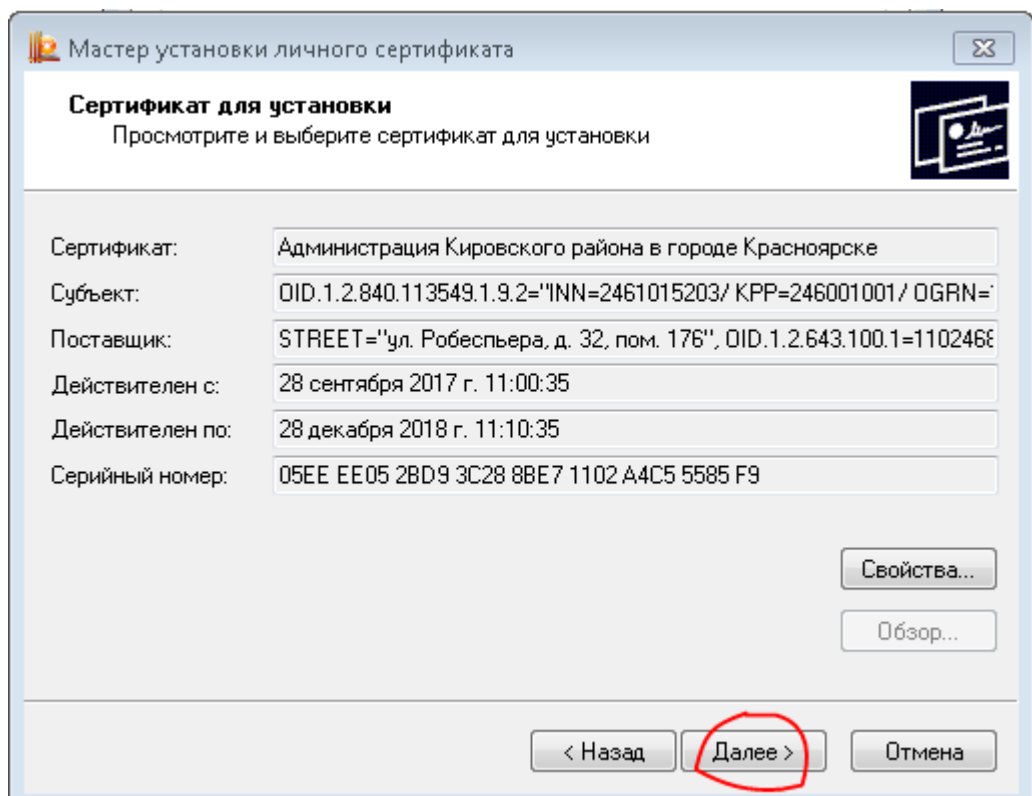 Мастер установки личного сертификата
Сертификат для установки
Просмотрите и выберите сертификат для установки
Сертификат: Администрация Кировского района в городе Красноярске
Субъект: OID.1.2.840.113549.1.9.2="INN=2461015203/ KPP=246001001/ OGRN=
Поставщик: STREET="ул. Робеспьера, д. 32, пом. 176", OID.1.2.643.100.1=1102468
Действителен с: 28 сентября 2017 г. 11:00:35
Действителен по: 28 декабря 2018 г. 11:10:35
Серийный номер: 05EE EE05 2BD9 3C28 8BE7 1102 A4C5 5585 F9
Свойства...
Обзор...
< Назад Далее > Отмена